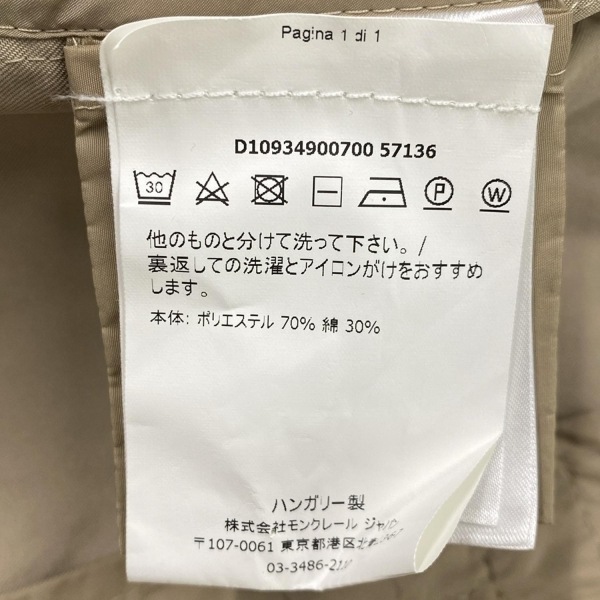 Pagina 1 di 1
D10934900700 57136
30 P W
他のものと分けて洗って下さい。/
裏返しての洗濯とアイロンがけをおすすめ
します。
本体: ポリエステル 70% 綿 30%
ハンガリー製
株式会社モンクレール
〒107-0061 東京都港区
03-3486-